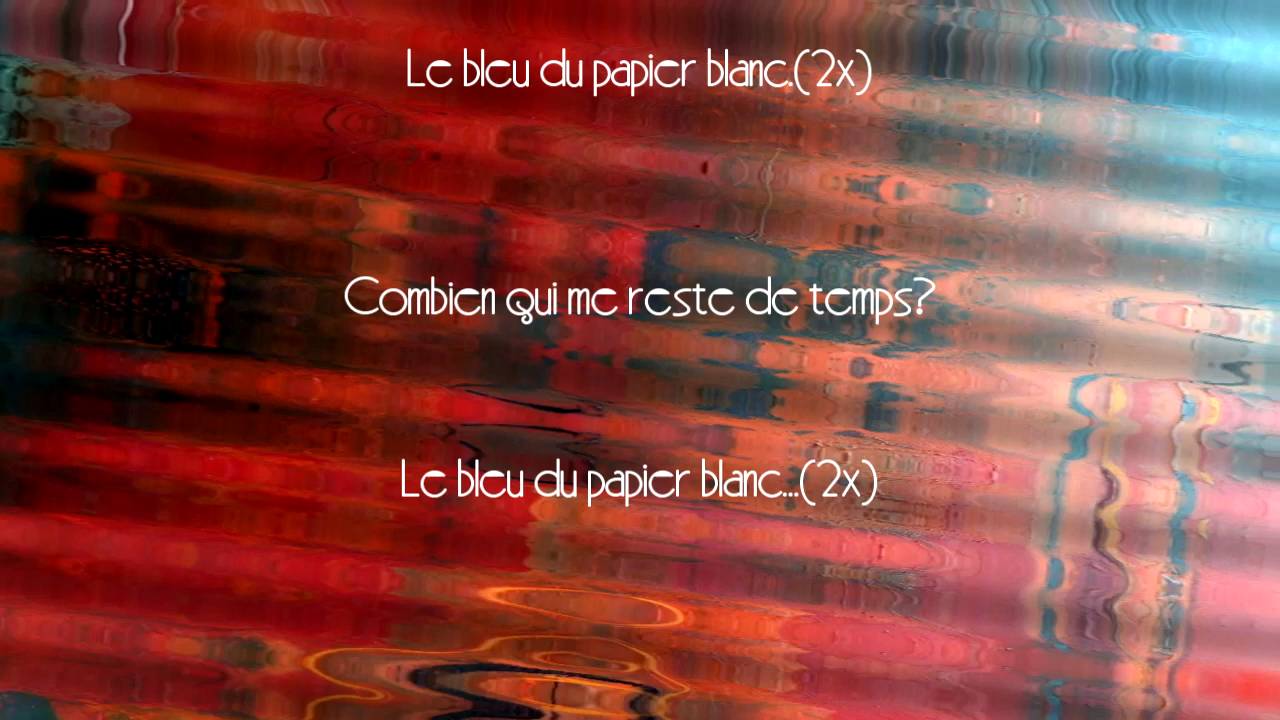 Le bleu du papier blanc.(2x)
Combien qui me reste de temps?
Le bleu du papier blanc...(2x)